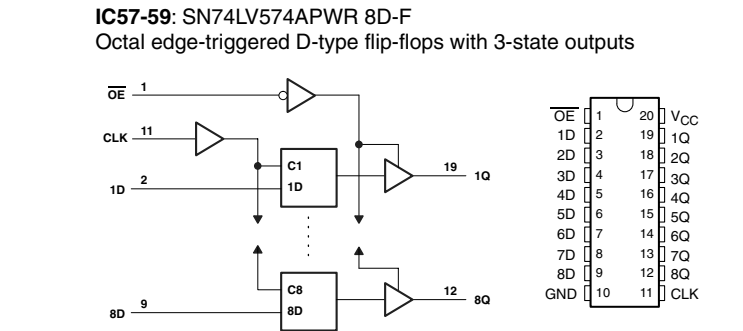 IC57-59: SN74LV574APWR 8D-F
Octal edge-triggered D-type flip-flops with 3-state outputs
OE 1
CLK 11
C1
1D 2 1D 19 1Q
C8
8D 9 8D 12 8Q
OE 1 20 VCC
1D 2 19 1Q
2D 3 18 2Q
3D 4 17 3Q
4D 5 16 4Q
5D 6 15 5Q
6D 7 14 6Q
7D 8 13 7Q
8D 9 12 8Q
GND 10 11 CLK